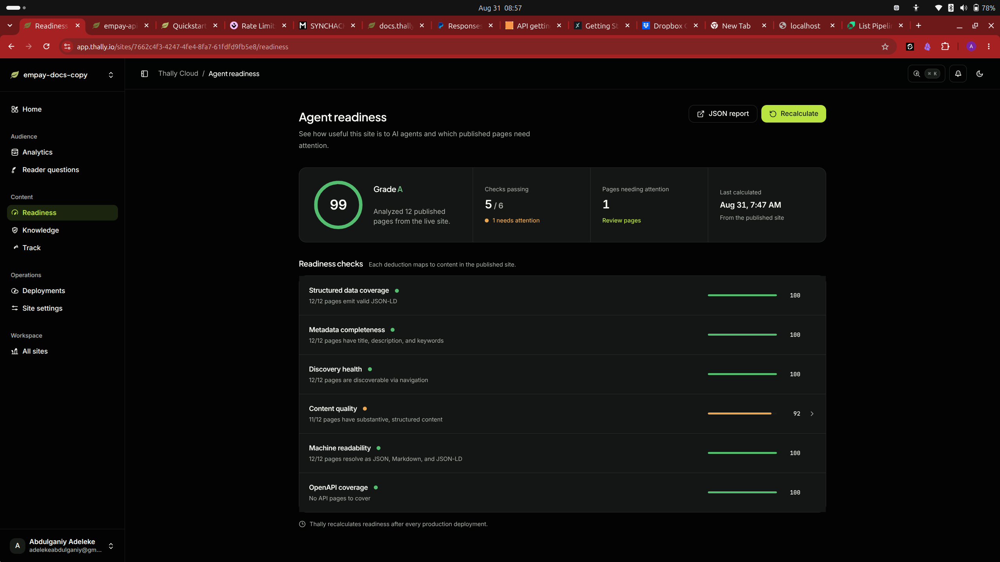 Aug 31 08:57
78%
Readiness
empay-api
Quickstart
Rate Limit
SYNCHAC
docs.thally
Responses
API gettin
Getting St
Dropbox
New Tab
localhost
List Pipelin
app.thally.io/sites/7662c4f3-4247-4fe4-8fa7-61fdfd9fb5e8/readiness
A
empay-docs-copy
Thally Cloud / Agent readiness
⌘ K
Home
Audience
Analytics
Reader questions
Content
Readiness
Knowledge
Track
Operations
Deployments
Site settings
Workspace
All sites
A
Abdulganiy Adeleke
adelekeabdulganiy@gm...
Agent readiness
JSON report
Recalculate
See how useful this site is to AI agents and which published pages need
attention.
99
Grade A
Analyzed 12 published
pages from the live site.
Checks passing
5 / 6
1 needs attention
Pages needing attention
1
Review pages
Last calculated
Aug 31, 7:47 AM
From the published site
Readiness checks Each deduction maps to content in the published site.
Structured data coverage
12/12 pages emit valid JSON-LD
100
Metadata completeness
12/12 pages have title, description, and keywords
100
Discovery health
12/12 pages are discoverable via navigation
100
Content quality
11/12 pages have substantive, structured content
92
Machine readability
12/12 pages resolve as JSON, Markdown, and JSON-LD
100
OpenAPI coverage
No API pages to cover
100
Thally recalculates readiness after every production deployment.